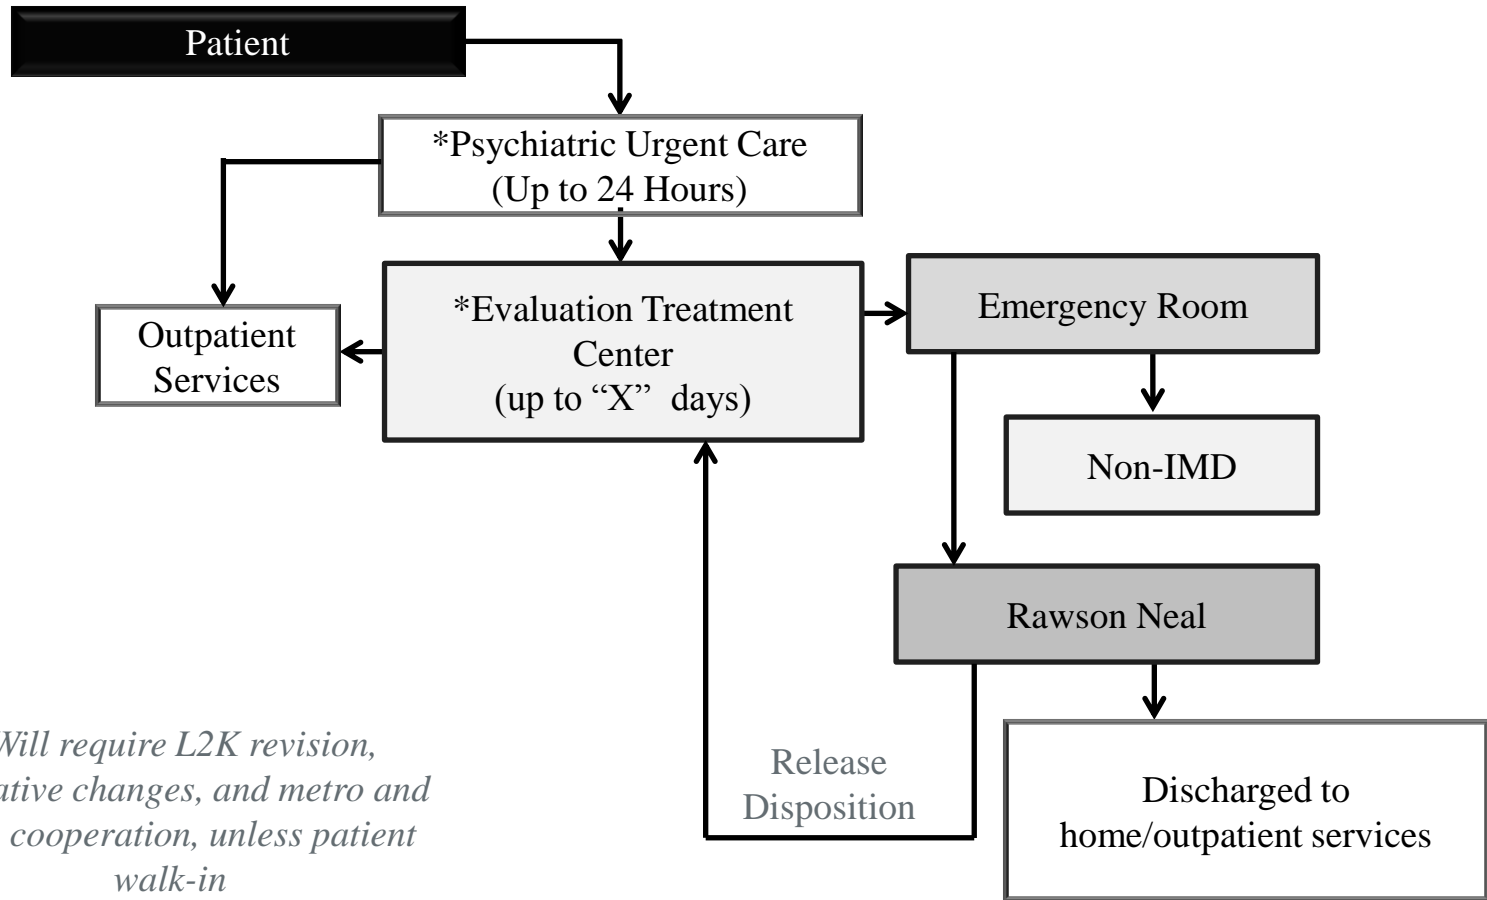 Patient
*Psychiatric Urgent Care
(Up to 24 Hours)
*Evaluation Treatment
Center
(up to “X” days)
Outpatient
Services
Emergency Room
Non-IMD
Rawson Neal
Release
Disposition
Discharged to
home/outpatient services
Will require L2K revision,
ative changes, and metro and
cooperation, unless patient
walk-in